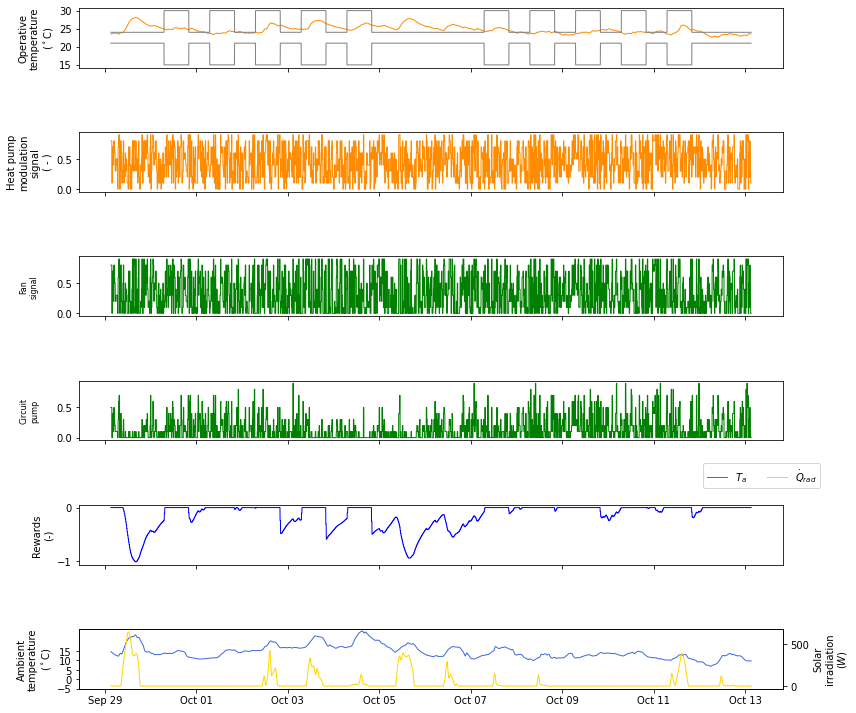 Operative
temperature
(°C)
30
25
20
15
Heat pump
modulation
signal
( - )
0.5
0.0
Fan
signal
0.5
0.0
Circuit
pump
0.5
0.0
T_a
Q̇_rad
Rewards
(-)
0
−1
Ambient
temperature
(°C)
15
10
5
0
−5
500
0
Solar
irradiation
(W)
Sep 29 Oct 01 Oct 03 Oct 05 Oct 07 Oct 09 Oct 11 Oct 13